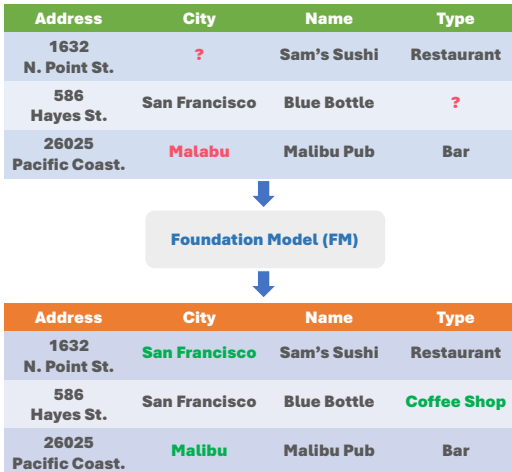 Address City Name Type
1632
N. Point St. ? Sam's Sushi Restaurant
586
Hayes St. San Francisco Blue Bottle ?
26025
Pacific Coast. Malabu Malibu Pub Bar
Foundation Model (FM)
Address City Name Type
1632
N. Point St. San Francisco Sam's Sushi Restaurant
586
Hayes St. San Francisco Blue Bottle Coffee Shop
26025
Pacific Coast. Malibu Malibu Pub Bar